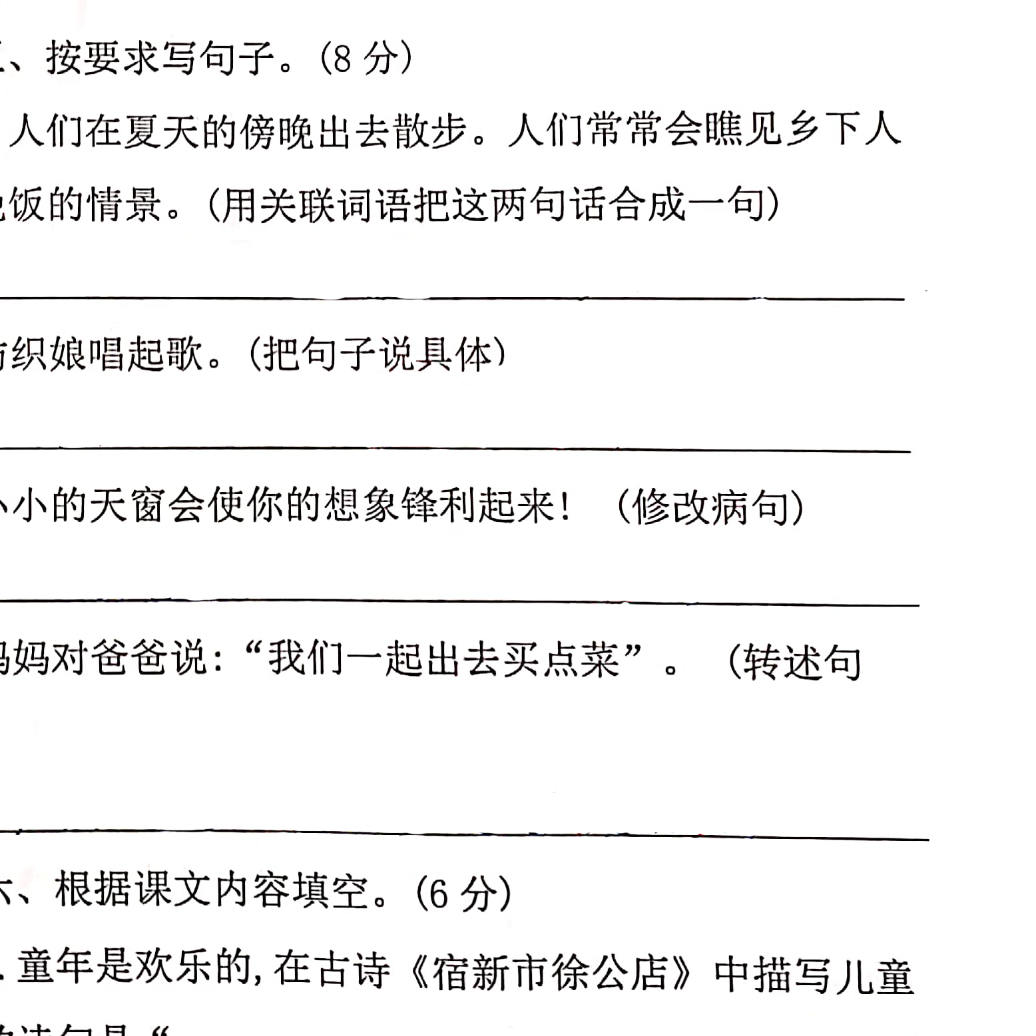 、按要求写句子。(8 分)
人们在夏天的傍晚出去散步。人们常常会瞧见乡下人
饭的情景。(用关联词语把这两句话合成一句)
织娘唱起歌。(把句子说具体)
小的天窗会使你的想象锋利起来! (修改病句)
妈对爸爸说:“我们一起出去买点菜”。 (转述句
六、根据课文内容填空。(6 分)
. 童年是欢乐的,在古诗《宿新市徐公店》中描写儿童